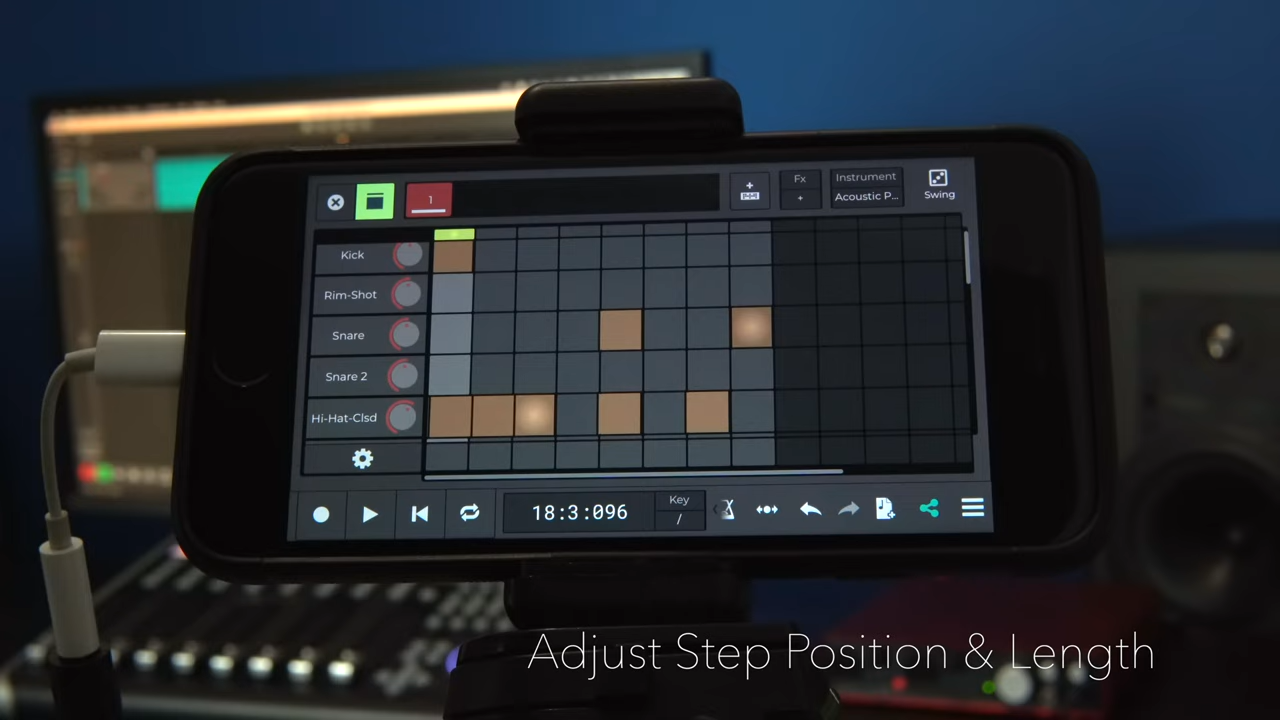 1
Fx
+
Instrument
Acoustic P...
Swing
Kick
Rim-Shot
Snare
Snare 2
Hi-Hat-Clsd
18:3:096
Key
/
Adjust Step Position & Length